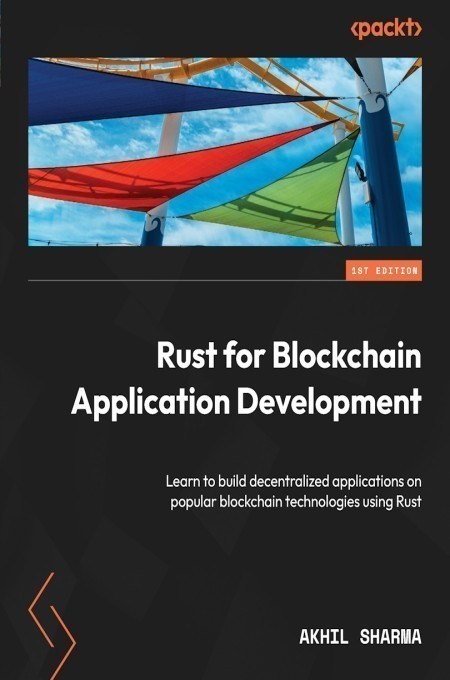 <packt>
1ST EDITION
Rust for Blockchain
Application Development
Learn to build decentralized applications on
popular blockchain technologies using Rust
AKHIL SHARMA